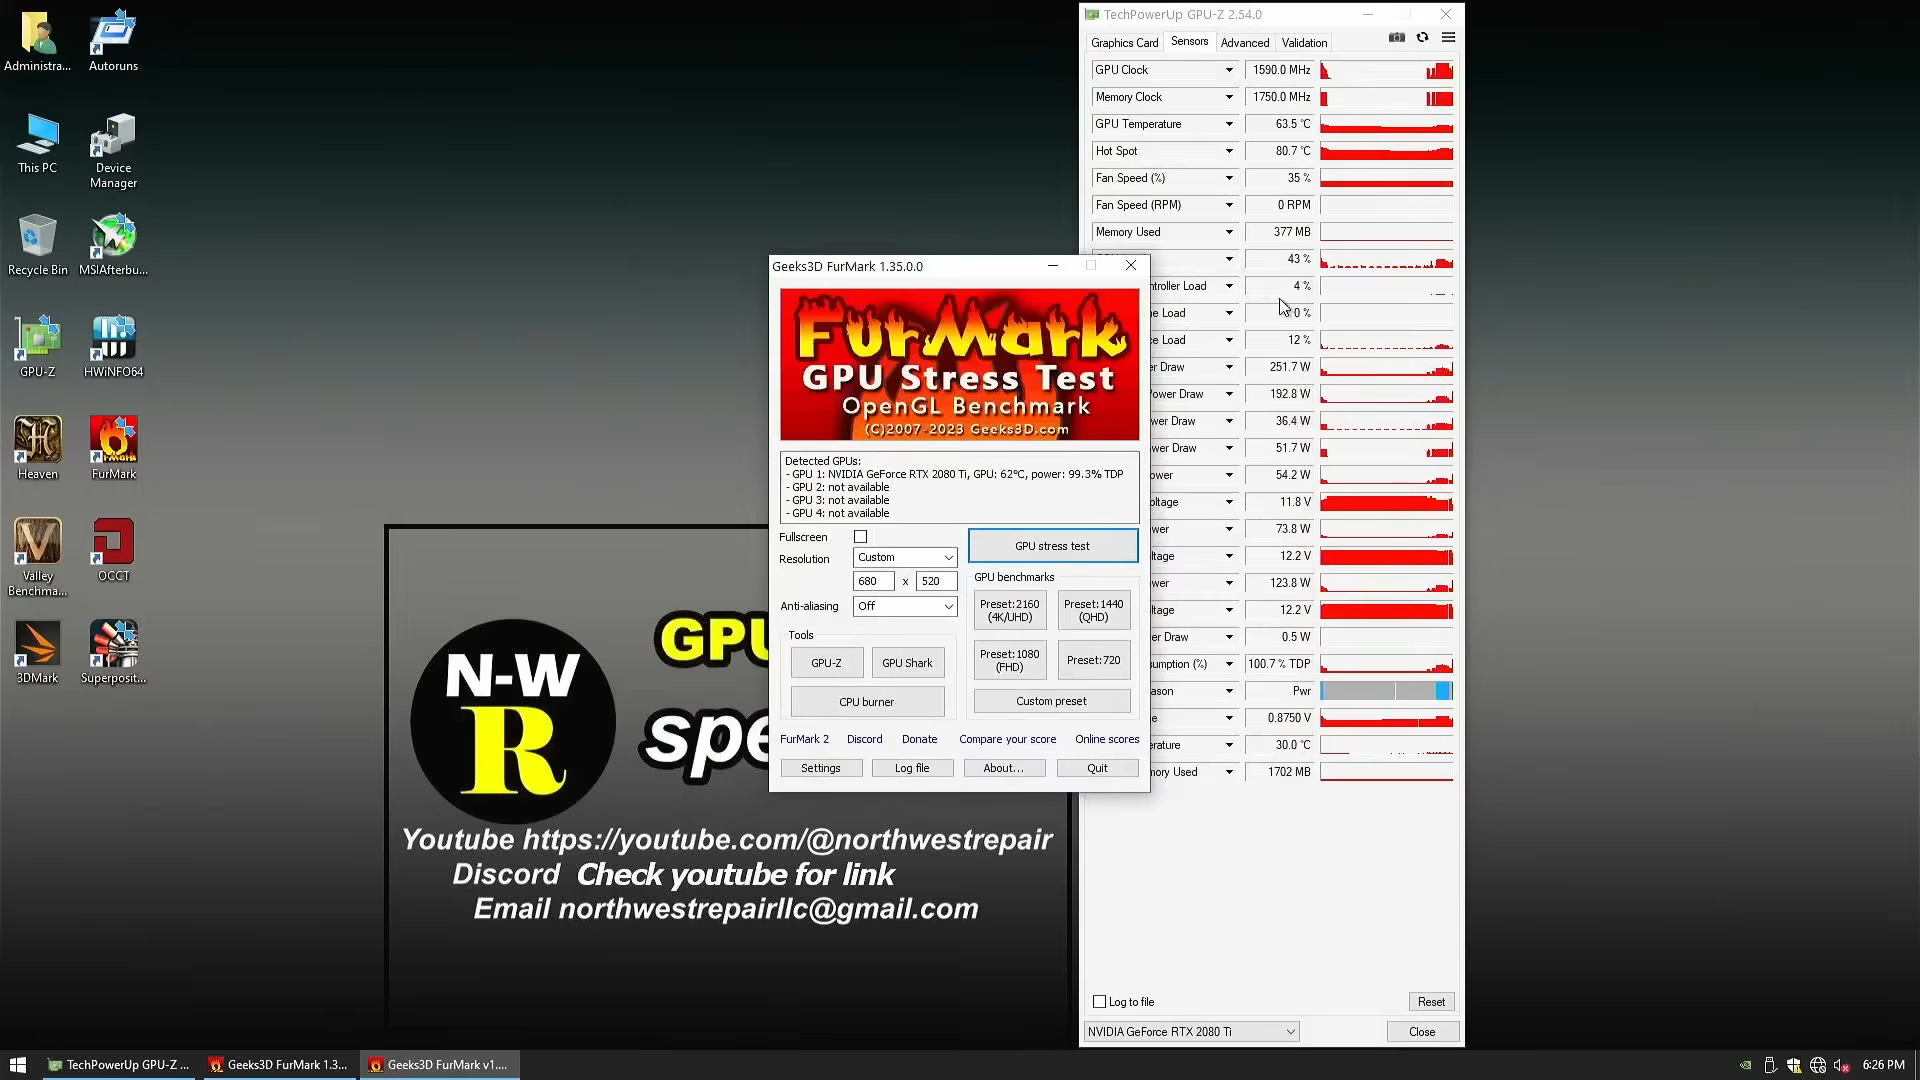 Administra...
Autoruns
This PC
Device
Manager
Recycle Bin
MSIAfterbu...
GPU-Z
HWiNFO64
Heaven
FurMark
Valley
Benchma...
OCCT
3DMark
Superposit...
N-W
R
GPU
spe
Youtube https://youtube.com/@northwestrepair
Discord Check youtube for link
Email northwestrepairllc@gmail.com
Geeks3D FurMark 1.35.0.0
FurMark
GPU Stress Test
OpenGL Benchmark
(C)2007-2023 Geeks3D.com
Detected GPUs:
- GPU 1: NVIDIA GeForce RTX 2080 Ti, GPU: 62°C, power: 99.3% TDP
- GPU 2: not available
- GPU 3: not available
- GPU 4: not available
Fullscreen
GPU stress test
Resolution
Custom
680 x 520
Anti-aliasing
Off
GPU benchmarks
Preset:2160
(4K/UHD)
Preset:1440
(QHD)
Preset:1080
(FHD)
Preset:720
Custom preset
Tools
GPU-Z
GPU Shark
CPU burner
FurMark 2
Discord
Donate
Compare your score
Online scores
Settings
Log file
About...
Quit
TechPowerUp GPU-Z 2.54.0
Graphics Card
Sensors
Advanced
Validation
GPU Clock 1590.0 MHz
Memory Clock 1750.0 MHz
GPU Temperature 63.5 °C
Hot Spot 80.7 °C
Fan Speed (%) 35 %
Fan Speed (RPM) 0 RPM
Memory Used 377 MB
43 %
ntroller Load 4 %
e Load 0 %
ce Load 12 %
er Draw 251.7 W
Power Draw 192.8 W
wer Draw 36.4 W
wer Draw 51.7 W
ower 54.2 W
oltage 11.8 V
wer 73.8 W
ltage 12.2 V
ower 123.8 W
ltage 12.2 V
er Draw 0.5 W
sumption (%) 100.7 % TDP
ason Pwr
e 0.8750 V
erature 30.0 °C
mory Used 1702 MB
Log to file
Reset
NVIDIA GeForce RTX 2080 Ti
Close
TechPowerUp GPU-Z ...
Geeks3D FurMark 1.3...
Geeks3D FurMark v1....
6:26 PM